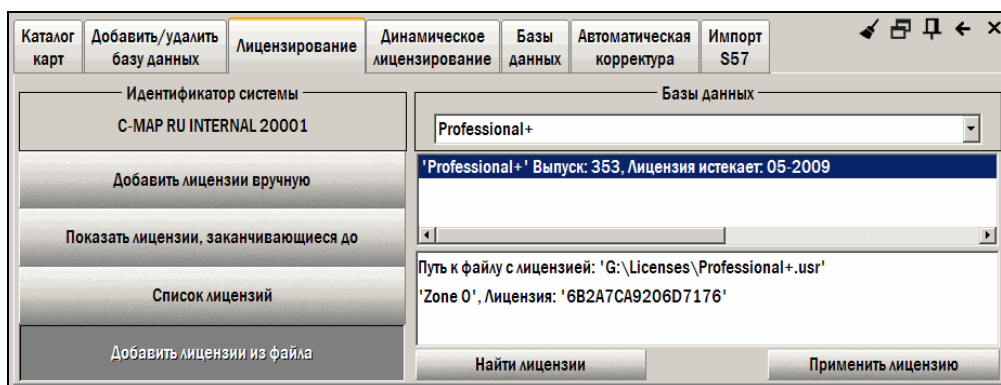 Каталог карт
Добавить/удалить базу данных
Лицензирование
Динамическое лицензирование
Базы данных
Автоматическая корректура
Импорт S57
Идентификатор системы
C-MAP RU INTERNAL 20001
Добавить лицензии вручную
Показать лицензии, заканчивающиеся до
Список лицензий
Добавить лицензии из файла
Базы данных
Professional+
'Professional+' Выпуск: 353, Лицензия истекает: 05-2009
Путь к файлу с лицензией: 'G:\Licenses\Professional+.usr'
'Zone 0', Лицензия: '6B2A7CA9206D7176'
Найти лицензии
Применить лицензию